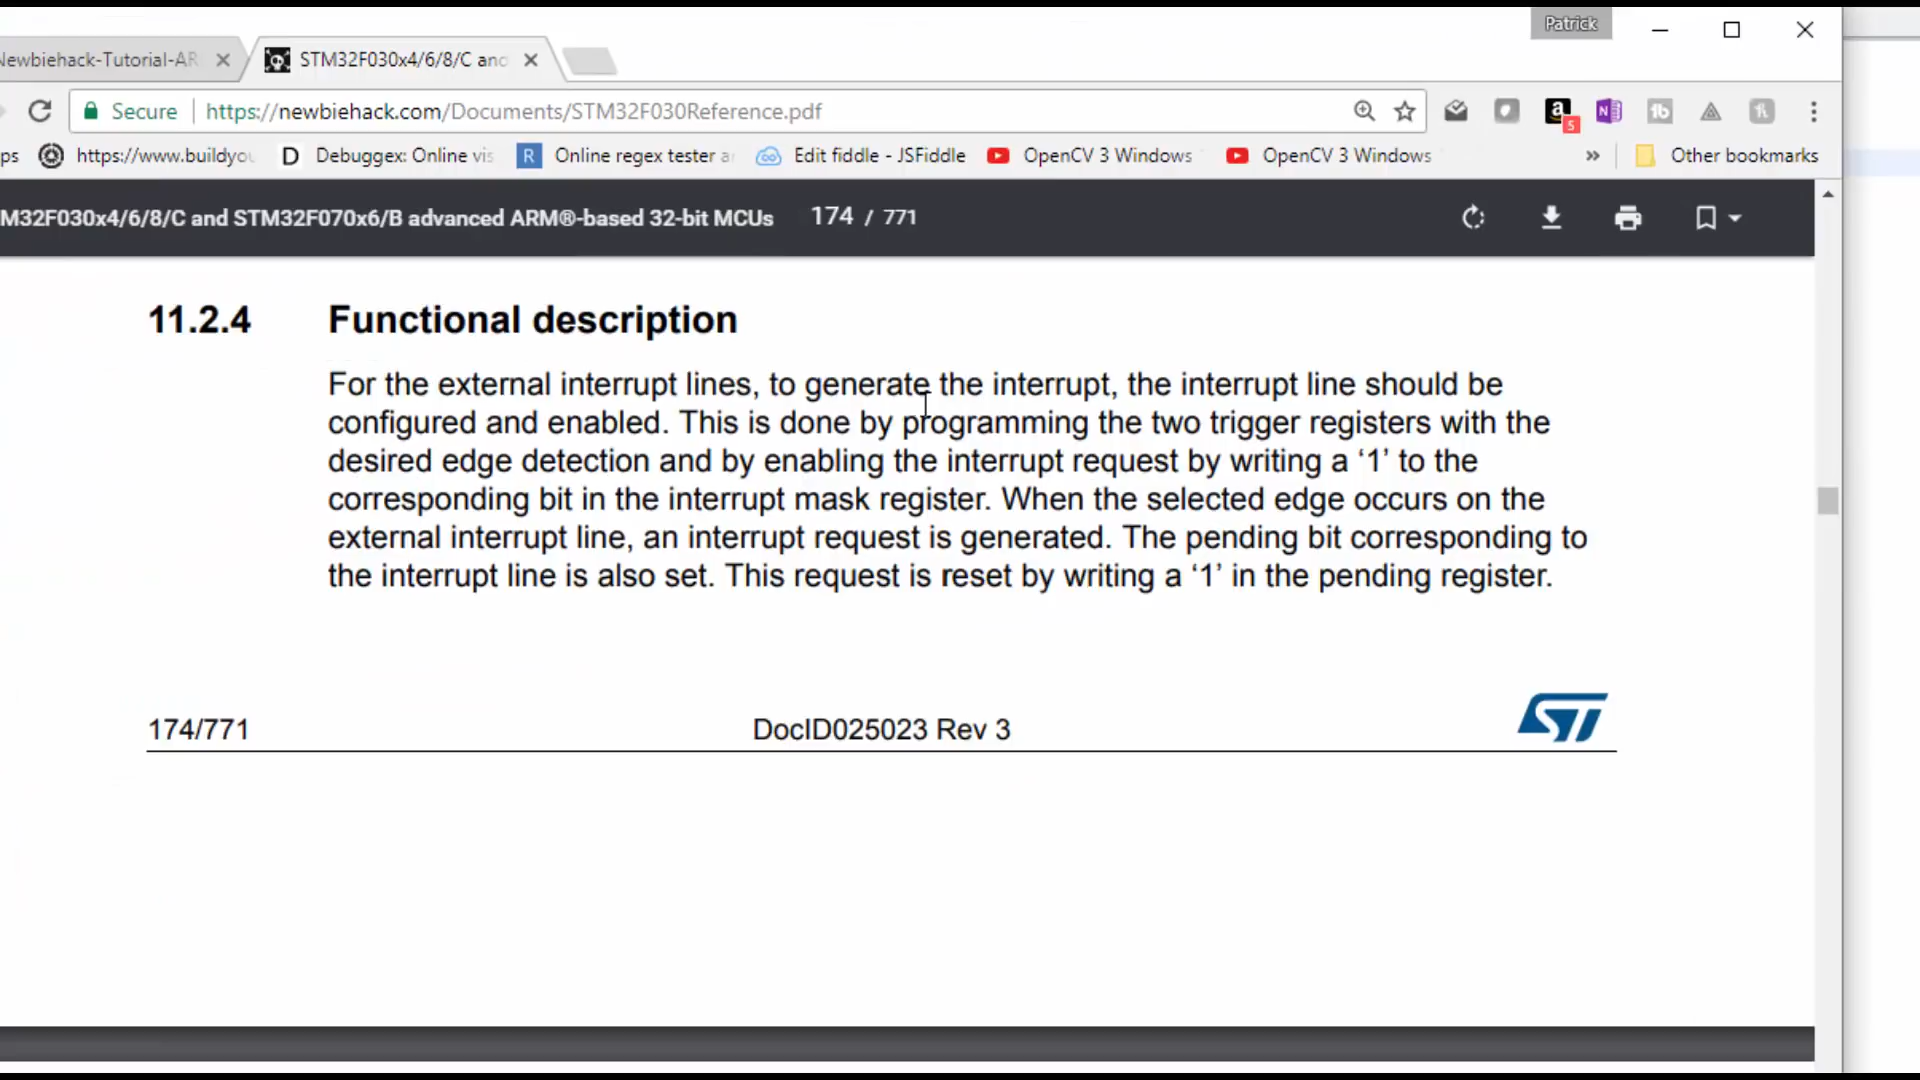 Patrick
Newbiehack-Tutorial-AR
STM32F030x4/6/8/C and
Secure
https://newbiehack.com/Documents/STM32F030Reference.pdf
a
5
N
tb
ps
https://www.buildyou
D
Debuggex: Online vis
R
Online regex tester a
Edit fiddle - JSFiddle
OpenCV 3 Windows
OpenCV 3 Windows
»
Other bookmarks
M32F030x4/6/8/C and STM32F070x6/B advanced ARM®-based 32-bit MCUs
174 / 771
11.2.4 Functional description
For the external interrupt lines, to generate the interrupt, the interrupt line should be
configured and enabled. This is done by programming the two trigger registers with the
desired edge detection and by enabling the interrupt request by writing a ‘1’ to the
corresponding bit in the interrupt mask register. When the selected edge occurs on the
external interrupt line, an interrupt request is generated. The pending bit corresponding to
the interrupt line is also set. This request is reset by writing a ‘1’ in the pending register.
174/771
DocID025023 Rev 3
ST